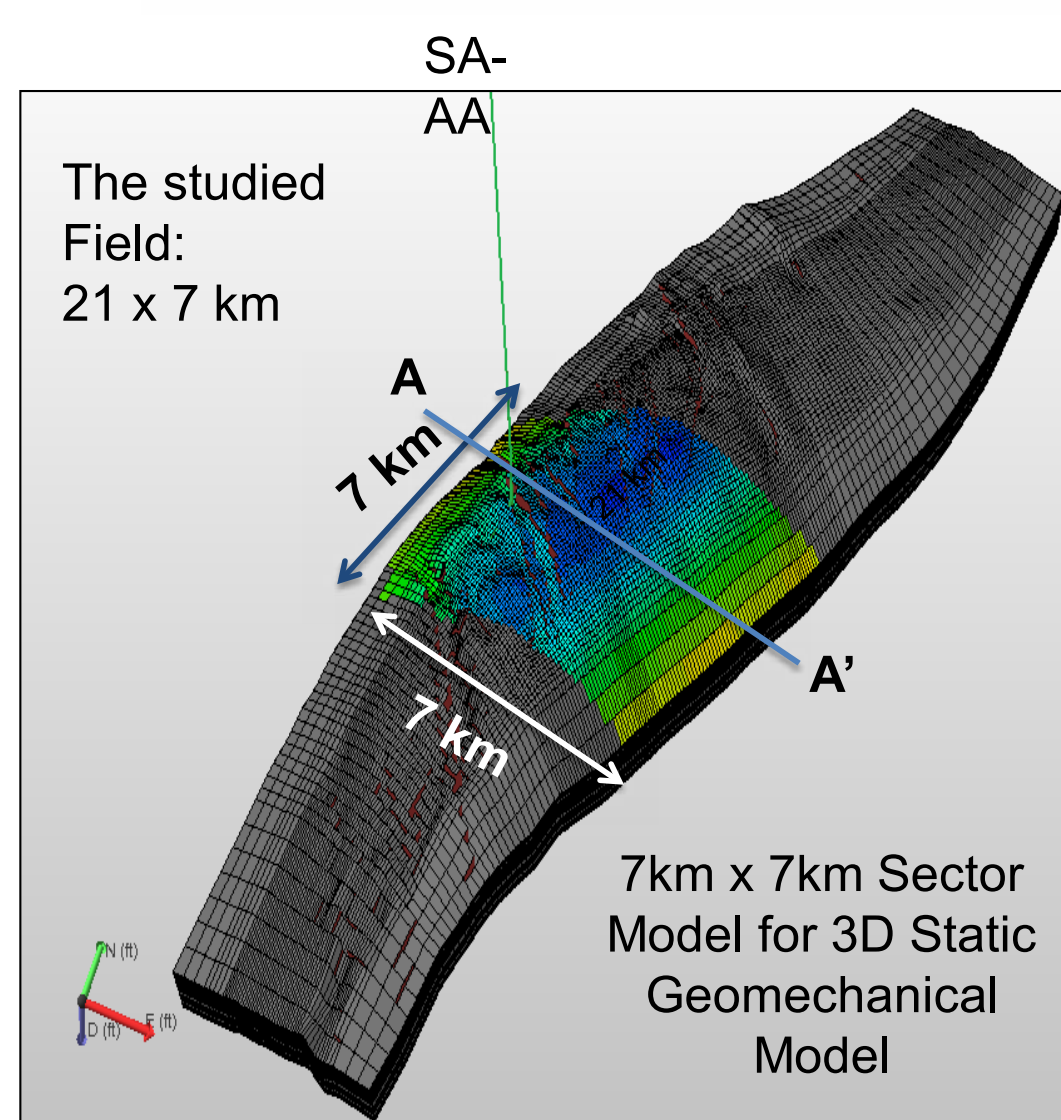 SA-
AA
The studied
Field:
21 x 7 km
A
7 km
21 km
A’
7 km
7km x 7km Sector
Model for 3D Static
Geomechanical
Model
N (ft)
E (ft)
D (ft)